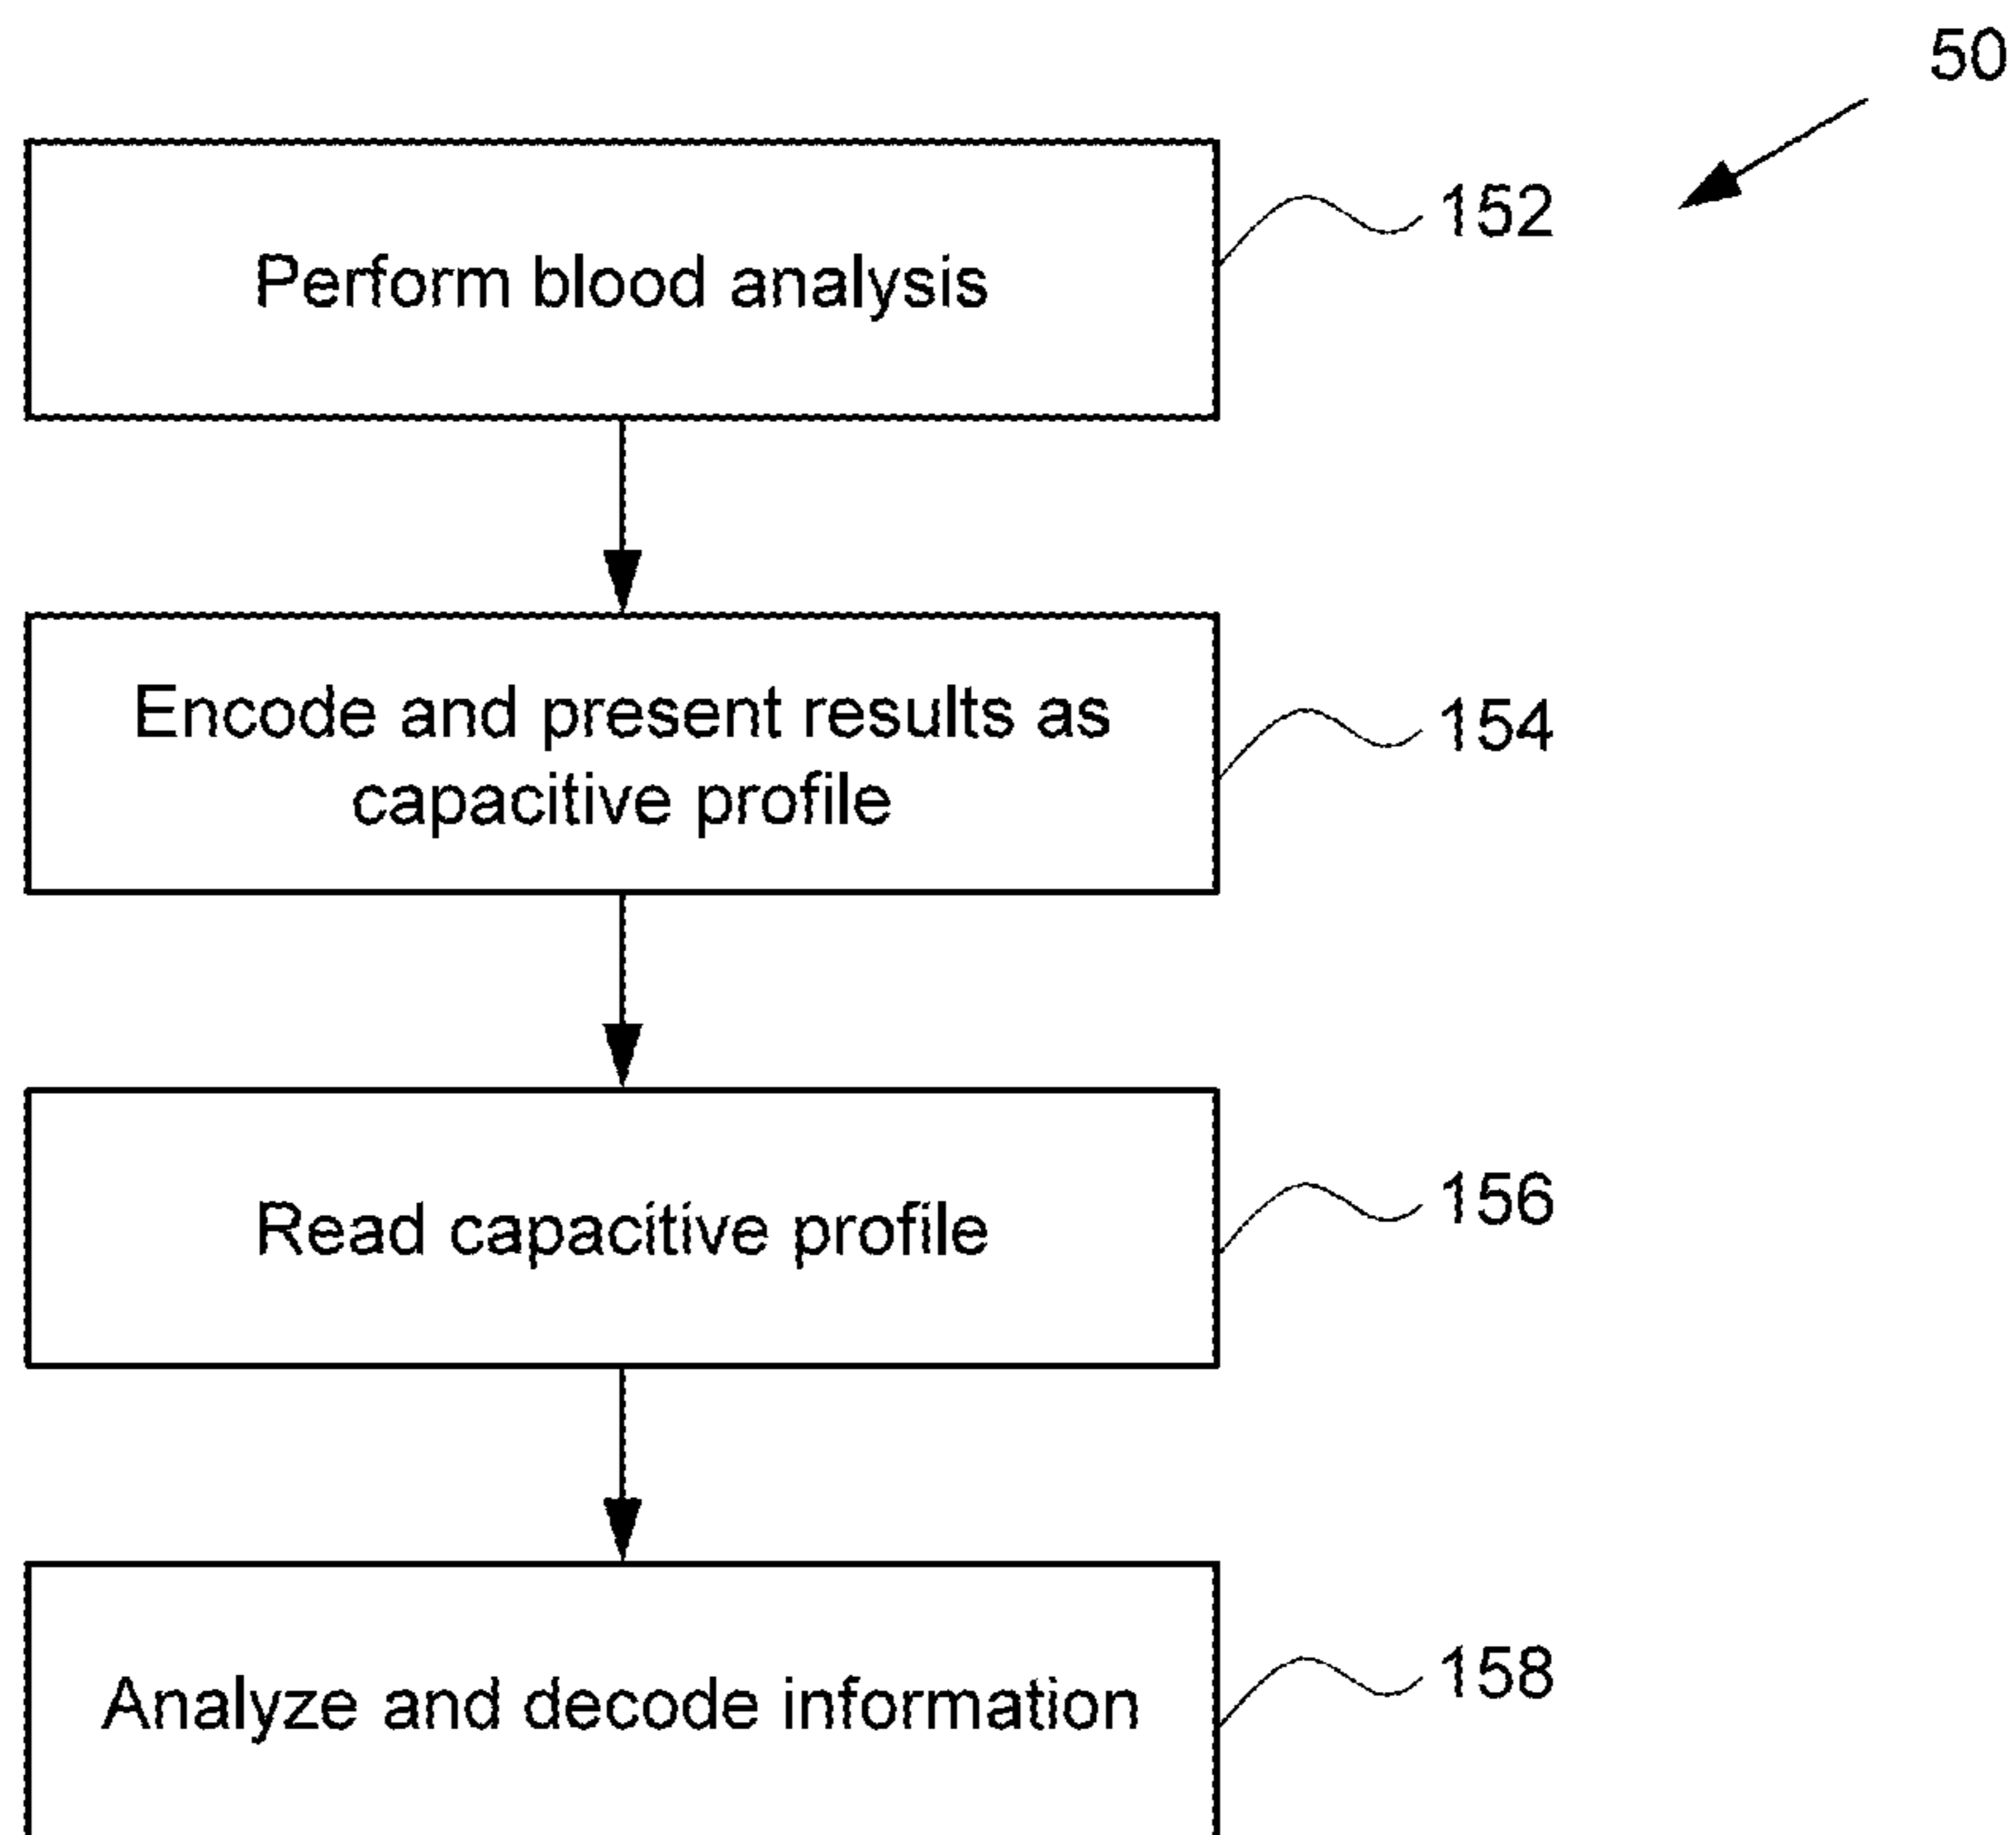 50
Perform blood analysis
152
Encode and present results as
capacitive profile
154
Read capacitive profile
156
Analyze and decode information
158